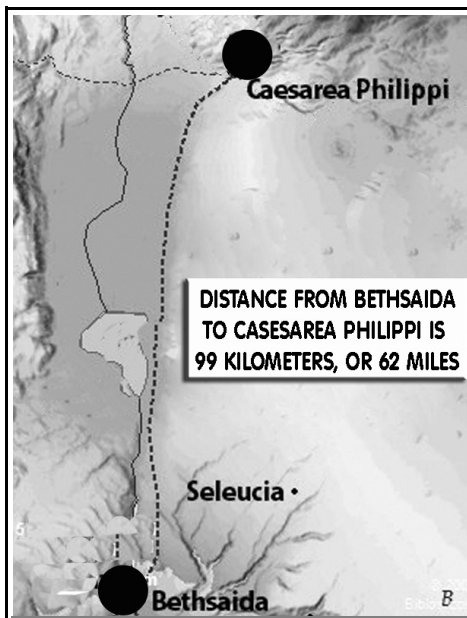 Caesarea Philippi
DISTANCE FROM BETHSAIDA
TO CASESAREA PHILIPPI IS
99 KILOMETERS, OR 62 MILES
Seleucia
Bethsaida
B